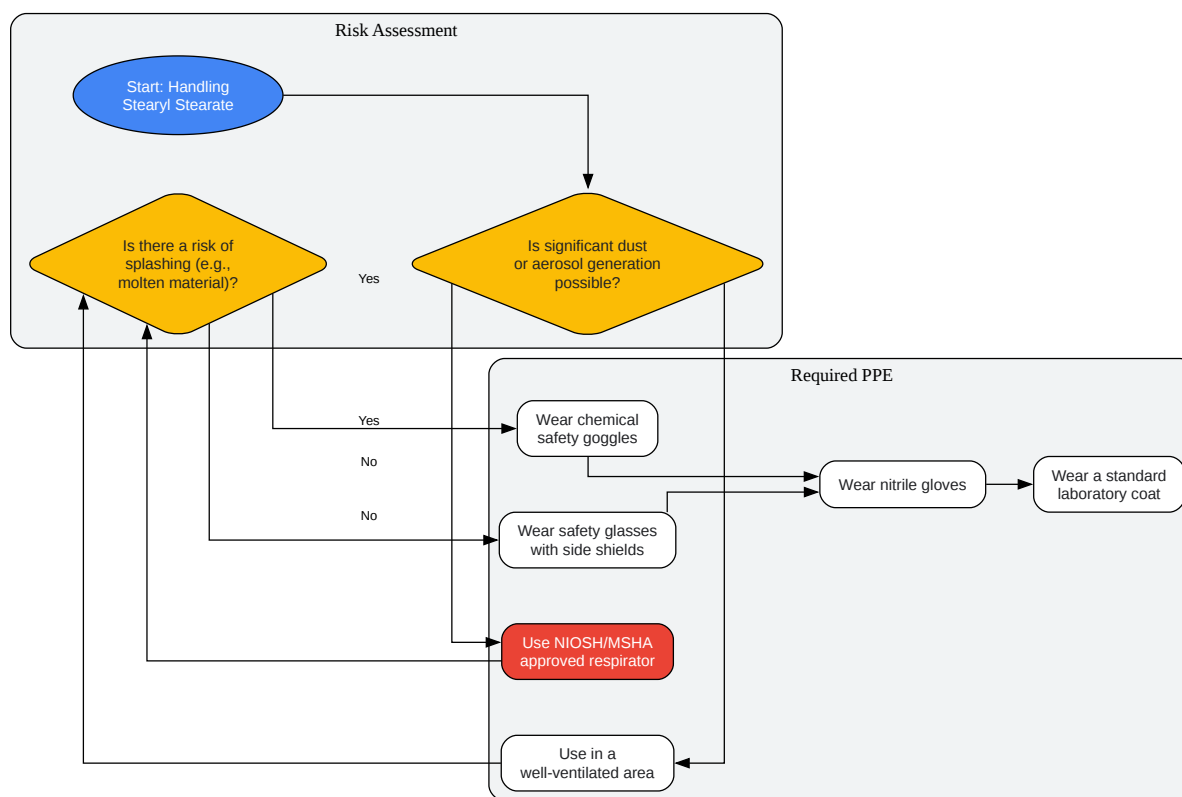 Risk Assessment
Start: Handling
Stearyl Stearate
Is there a risk of
splashing (e.g.,
molten material)?
Yes
Is significant dust
or aerosol generation
possible?
Required PPE
Yes
Wear chemical
safety goggles
No
Wear nitrile gloves
Wear a standard
laboratory coat
No
Wear safety glasses
with side shields
Use NIOSH/MSHA
approved respirator
Use in a
well-ventilated area